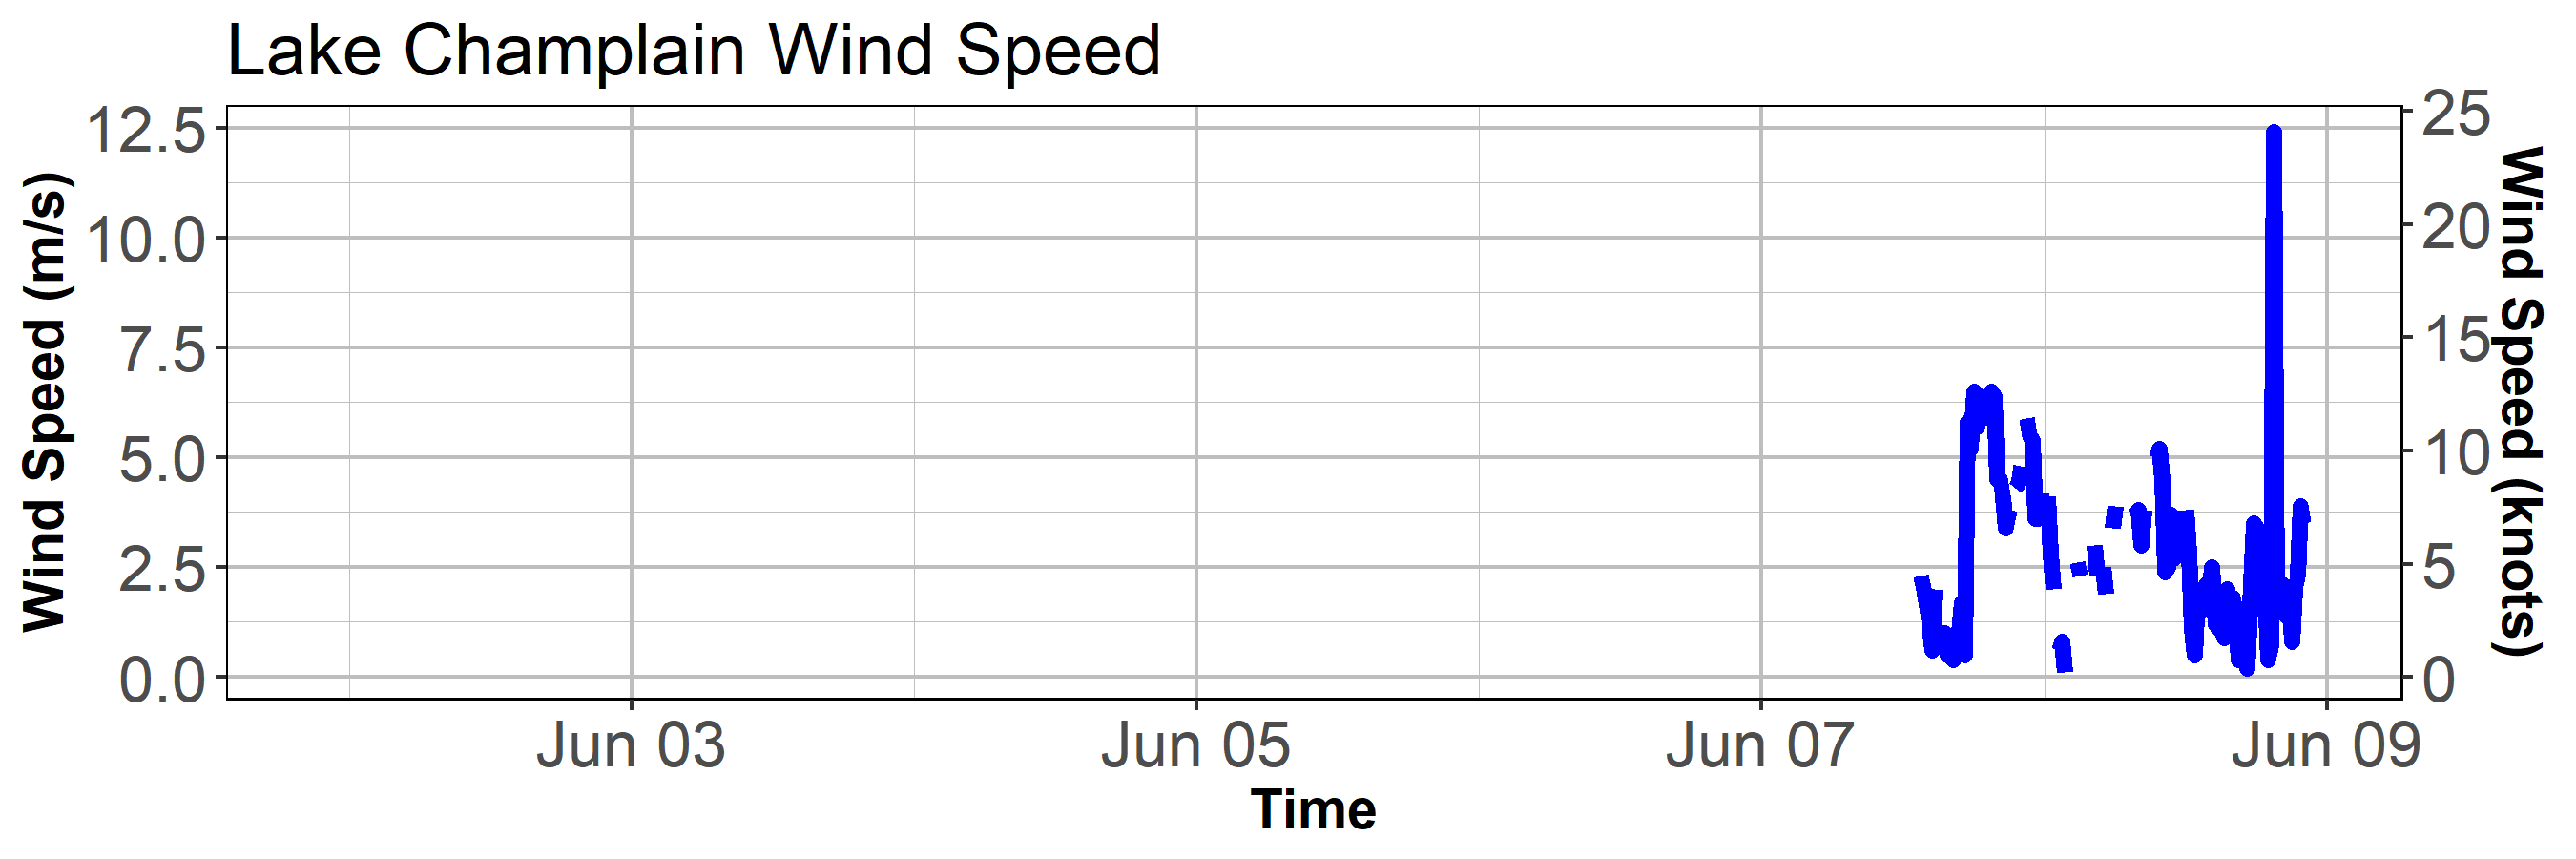 Lake Champlain Wind Speed
Wind Speed (m/s)
12.5
10.0
7.5
5.0
2.5
0.0
25
20
15
10
5
0
Wind Speed (knots)
Jun 03 Jun 05 Jun 07 Jun 09
Time